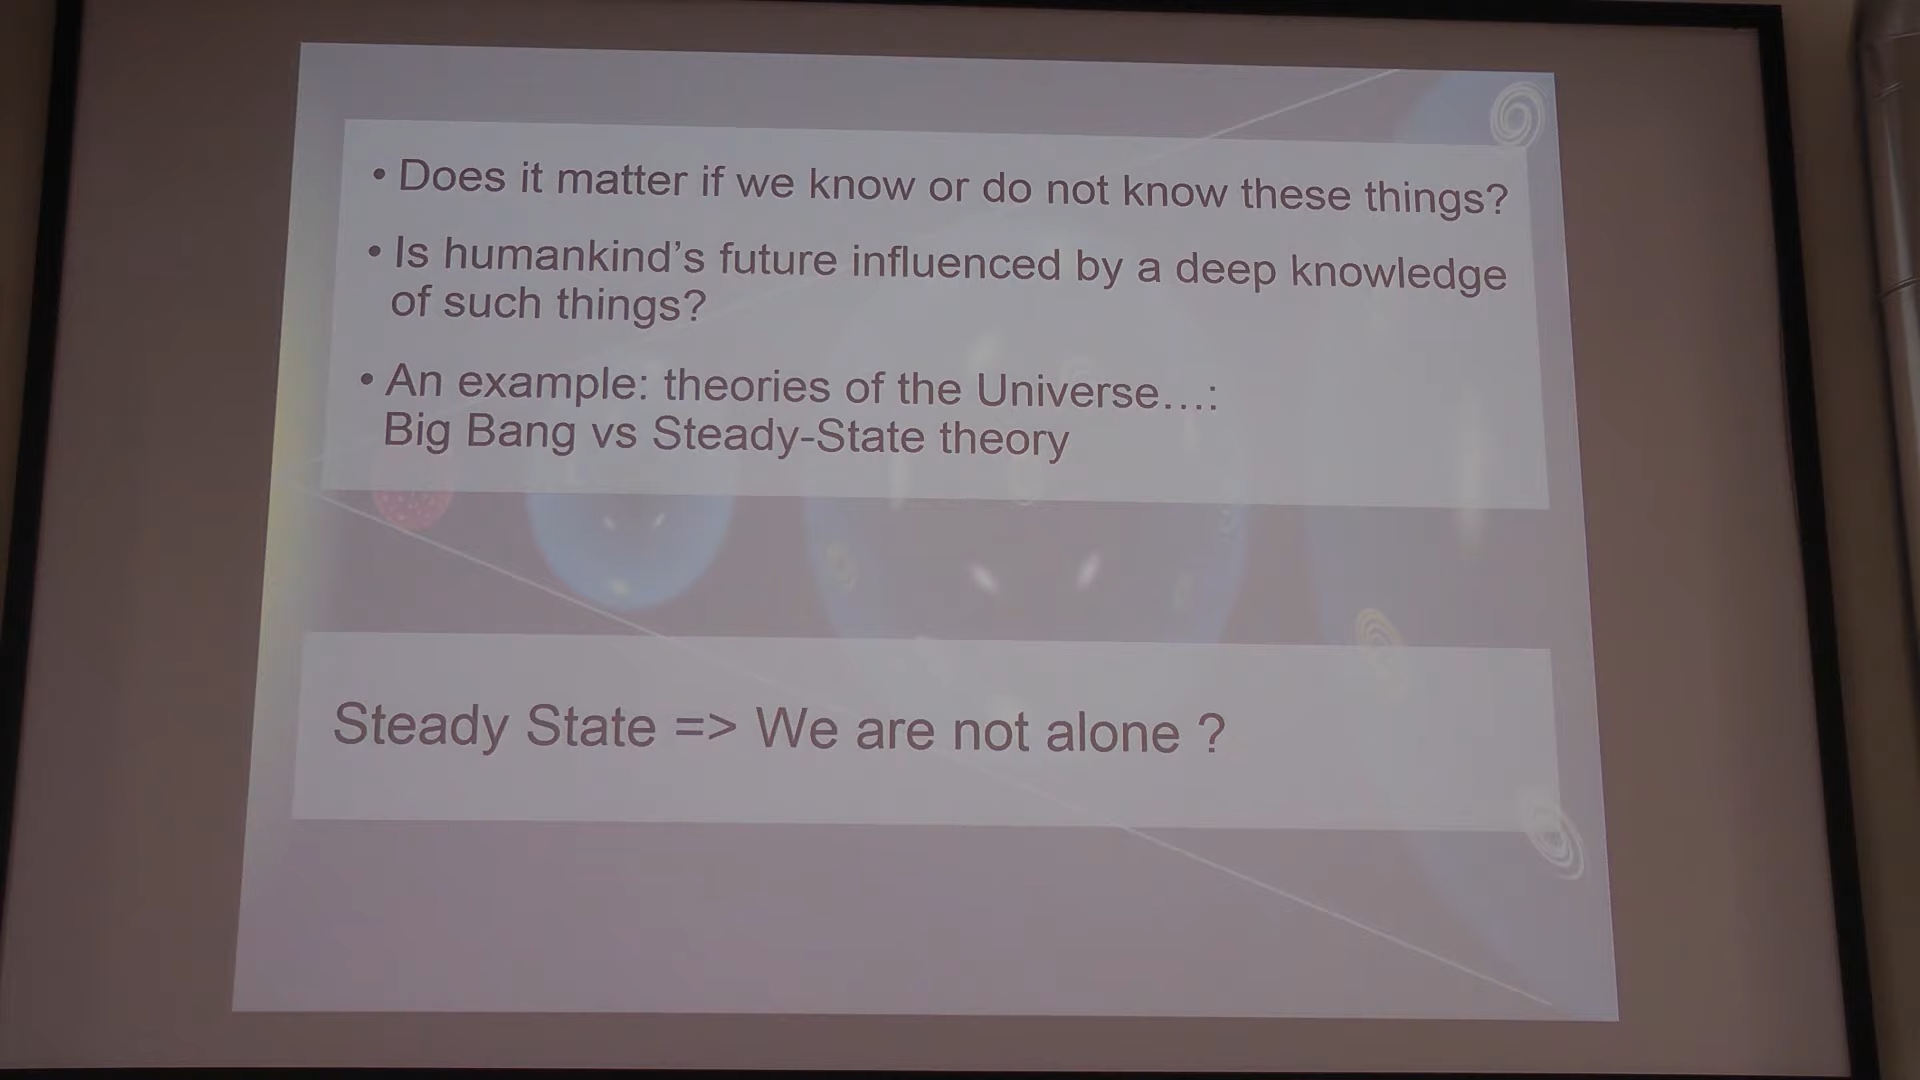 • Does it matter if we know or do not know these things?
• Is humankind’s future influenced by a deep knowledge
of such things?
• An example: theories of the Universe…:
Big Bang vs Steady-State theory
Steady State => We are not alone ?